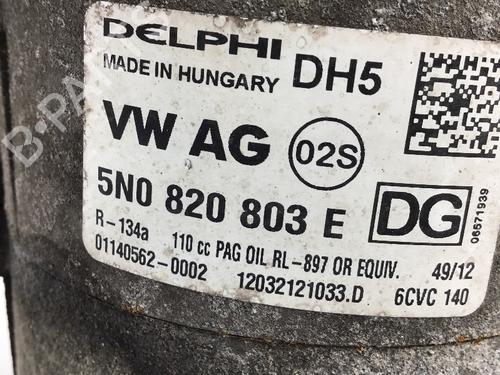 DELPHI
MADE IN HUNGARY DH5
VW AG 02S
5N0 820 803 E DG
06571939
R-134a 110 cc PAG OIL RL-897 OR EQUIV. 49/12
01140562-0002 12032121033.D 6CVC 140
B-PA